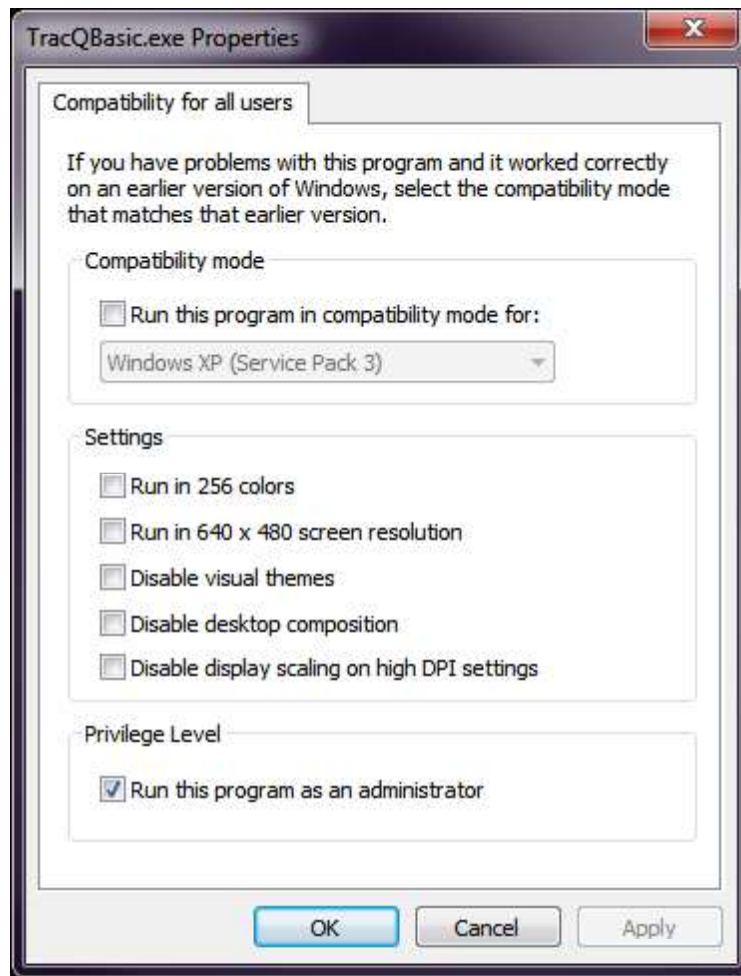 TracQBasic.exe Properties
Compatibility for all users
If you have problems with this program and it worked correctly
on an earlier version of Windows, select the compatibility mode
that matches that earlier version.
Compatibility mode
Run this program in compatibility mode for:
Windows XP (Service Pack 3)
Settings
Run in 256 colors
Run in 640 x 480 screen resolution
Disable visual themes
Disable desktop composition
Disable display scaling on high DPI settings
Privilege Level
Run this program as an administrator
OK Cancel Apply